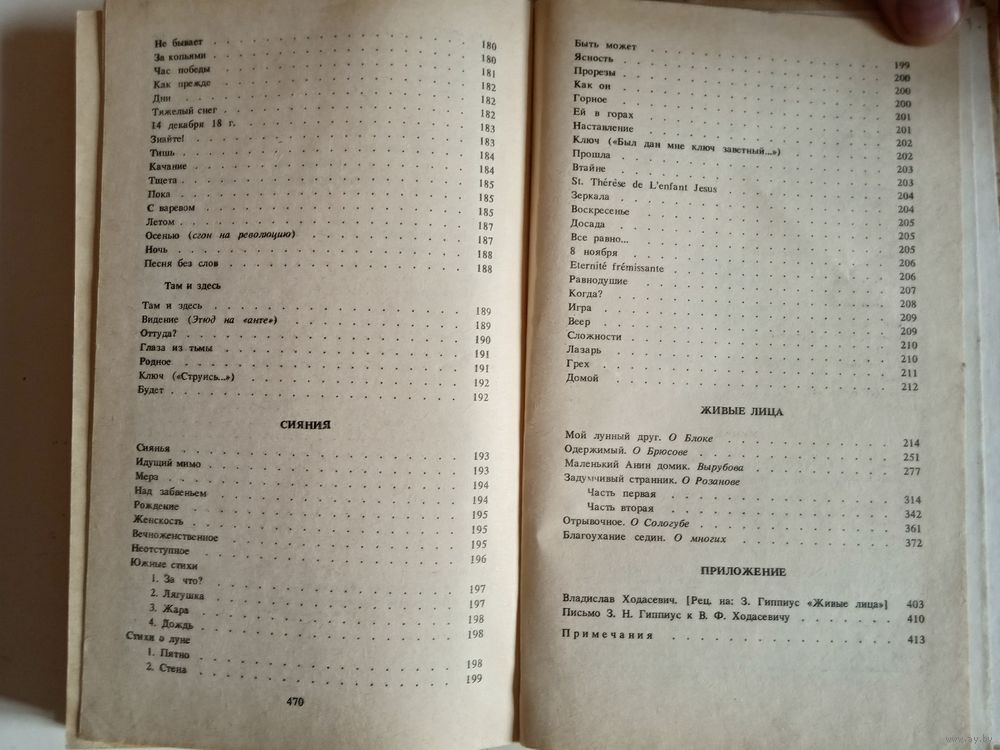 Не бывает 180
За копьями 180
Час победы 181
Как прежде 182
Дни 182
Тяжелый снег 182
14 декабря 18 г. 183
Знайте! 183
Тишь 184
Качание 184
Тщета 185
Пока 185
С варевом 185
Летом 187
Осенью (сгон на революцию) 187
Ночь 188
Песня без слов 188
Там и здесь
Там и здесь 189
Видение (Этюд на «анте») 189
Оттуда? 190
Глаза из тьмы 191
Родное 191
Ключ («Струись...») 192
Будет 192
СИЯНИЯ
Сиянья 193
Идущий мимо 193
Мера 194
Над забвеньем 194
Рождение 195
Женскость 195
Вечноженственное 195
Неотступное 196
Южные стихи
1. За что? 197
2. Лягушка 197
3. Жара 198
4. Дождь 198
Стихи о луне
1. Пятно 198
2. Стена 199
470
Быть может 199
Ясность 200
Прорезы 200
Как он 200
Горное 201
Ей в горах 201
Наставление 202
Ключ («Был дан мне ключ заветный...») 202
Прошла 203
Втайне 203
St. Thérèse de L'enfant Jesus 204
Зеркала 204
Воскресенье 205
Досада 205
Все равно... 205
8 ноября 206
Eternité frémissante 206
Равнодушие 207
Когда? 208
Игра 209
Веер 209
Сложности 210
Лазарь 210
Грех 211
Домой 212
ЖИВЫЕ ЛИЦА
Мой лунный друг. О Блоке 214
Одержимый. О Брюсове 251
Маленький Анин домик. Вырубова 277
Задумчивый странник. О Розанове
Часть первая 314
Часть вторая 342
Отрывочное. О Сологубе 361
Благоухание седин. О многих 372
ПРИЛОЖЕНИЕ
Владислав Ходасевич. [Рец. на: З. Гиппиус «Живые лица»] 403
Письмо З. Н. Гиппиус к В. Ф. Ходасевичу 410
Примечания 413
www.ay.by